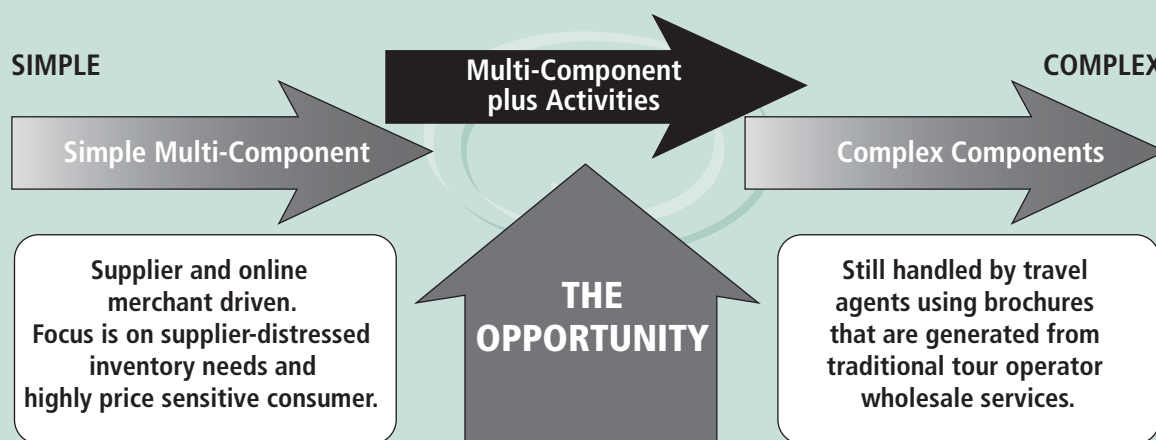 SIMPLE
Multi-Component
plus Activities
COMPLEX
Simple Multi-Component
Complex Components
Supplier and online
merchant driven.
Focus is on supplier-distressed
inventory needs and
highly price sensitive consumer.
THE
OPPORTUNITY
Still handled by travel
agents using brochures
that are generated from
traditional tour operator
wholesale services.